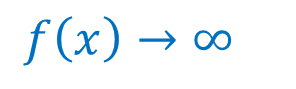 f(x) → ∞